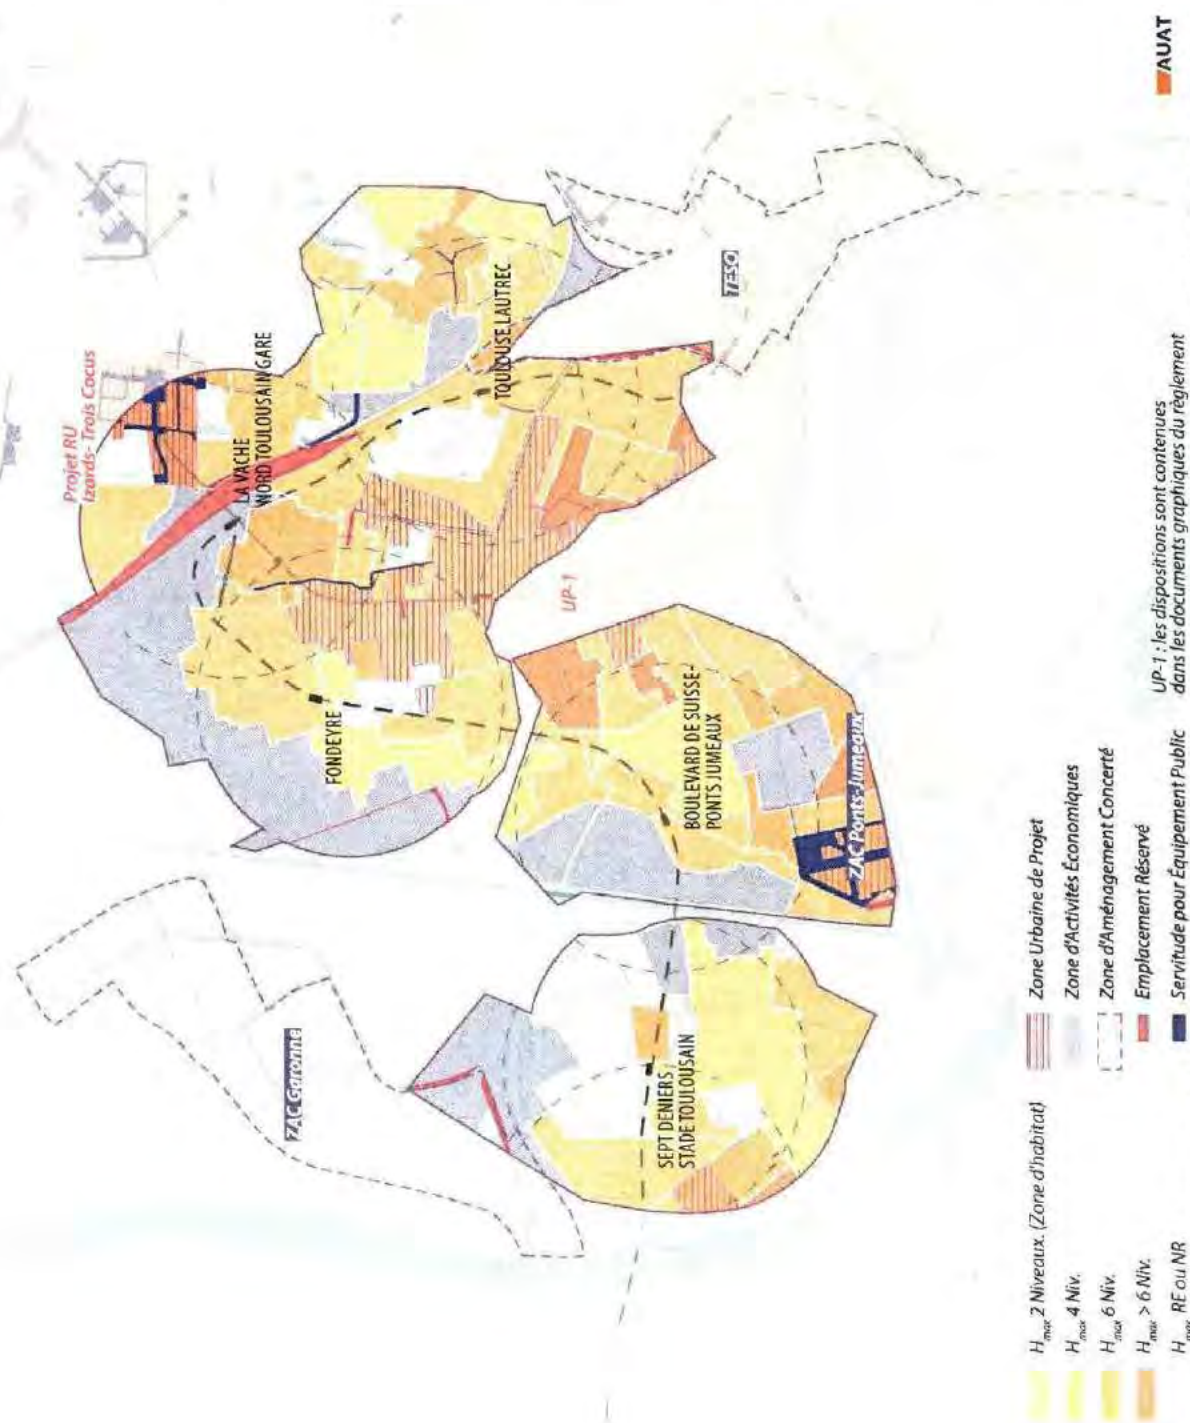 Projet RU
Izards- Trois Cocus
LA VACHE
NORD TOULOUSAIN GARE
TOULOUSE LAUTREC
TESO
UP-1
FONDEYRE
BOULEVARD DE SUISSE-
PONTS JUMEAUX
ZAC Ponts-Jumeaux
ZAC Garonne
SEPT DENIERS
STADE TOULOUSAIN
Hmax 2 Niveaux. (Zone d'habitat)
Hmax 4 Niv.
Hmax 6 Niv.
Hmax > 6 Niv.
Hmax RE ou NR
Zone Urbaine de Projet
Zone d'Activités Économiques
Zone d'Aménagement Concerté
Emplacement Réservé
Servitude pour Équipement Public
UP-1 : les dispositions sont contenues
dans les documents graphiques du règlement
AUAT